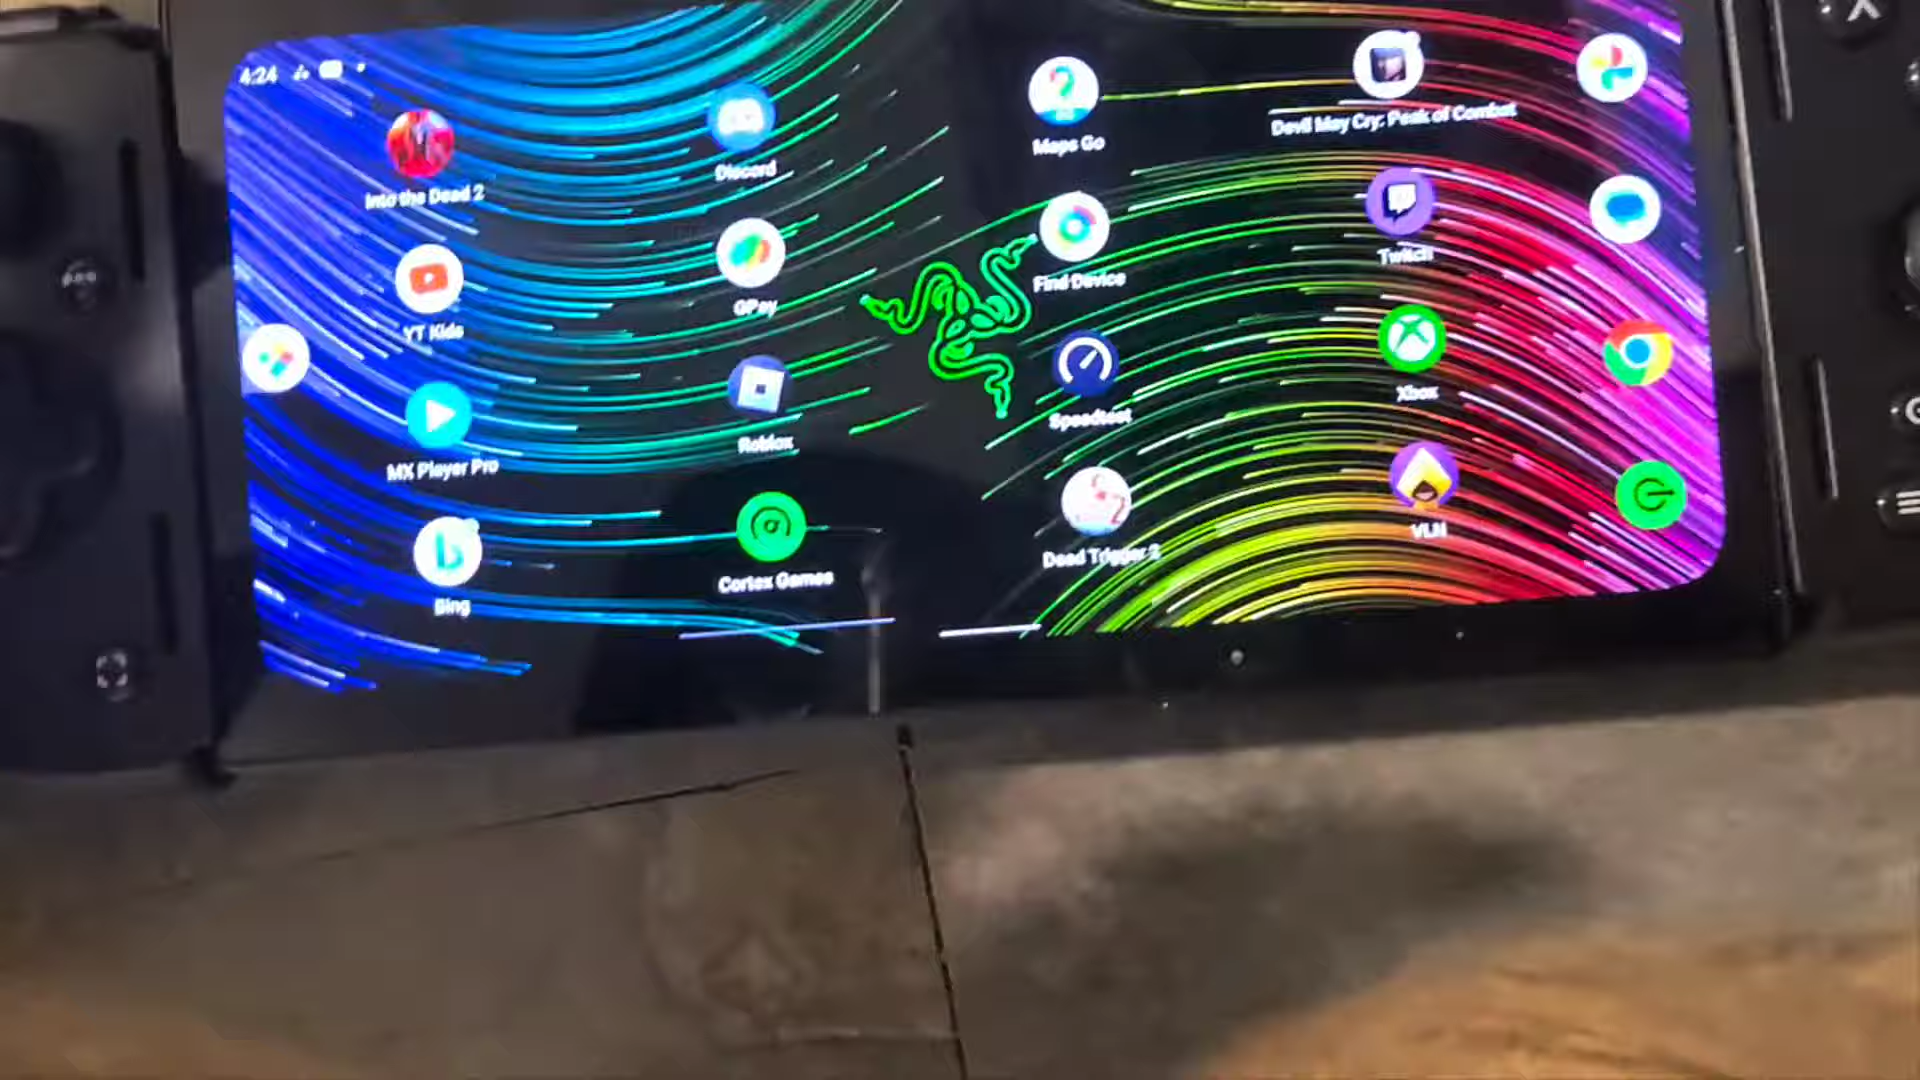 4:24
Into the Dead 2
Discord
Maps Go
Devil May Cry: Peak of Combat
YT Kids
GPay
Find Device
Twitch
MX Player Pro
Roblox
Speedtest
Xbox
Bing
Cortex Games
Dead Trigger 2
VLN